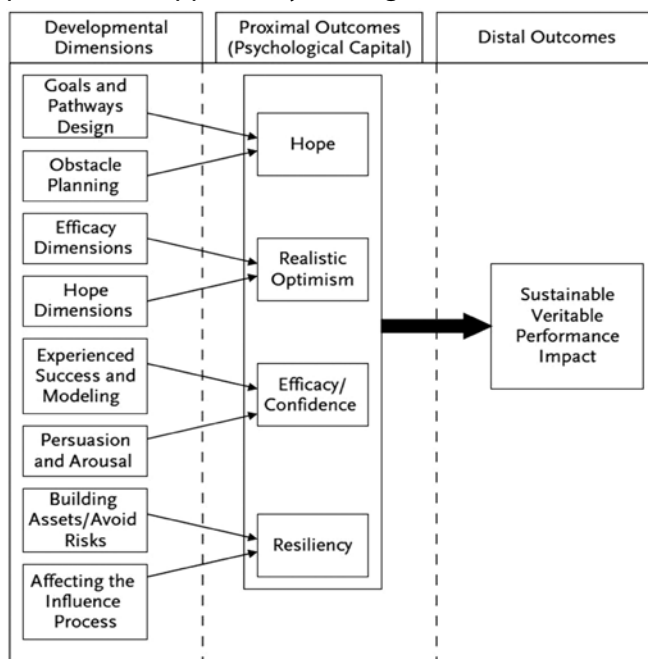 Developmental
Dimensions
Proximal Outcomes
(Psychological Capital)
Distal Outcomes
Goals and
Pathways
Design
Obstacle
Planning
Efficacy
Dimensions
Hope
Dimensions
Experienced
Success and
Modeling
Persuasion
and Arousal
Building
Assets/Avoid
Risks
Affecting the
Influence
Process
Hope
Realistic
Optimism
Efficacy/
Confidence
Resiliency
Sustainable
Veritable
Performance
Impact